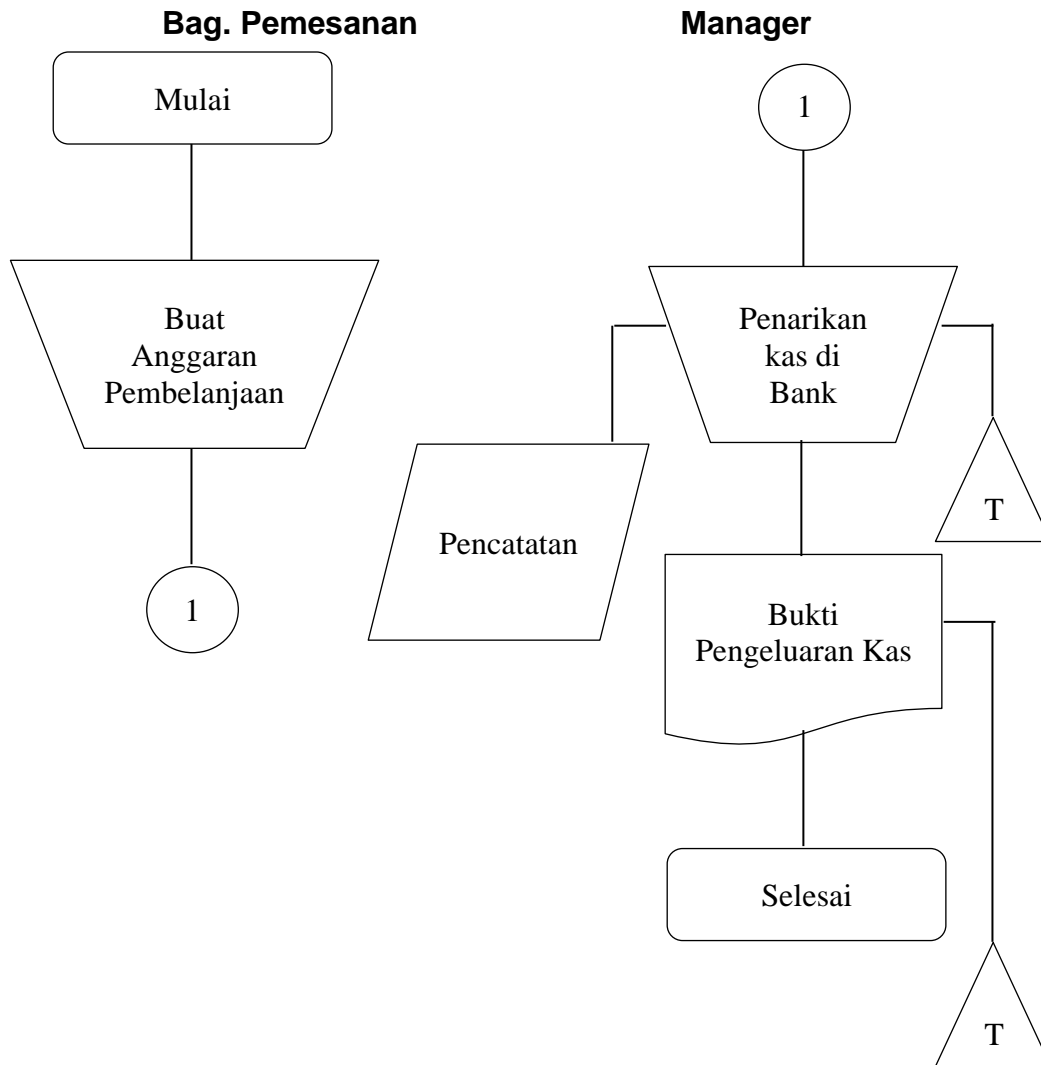 Bag. Pemesanan
Manager
Mulai
1
Buat
Anggaran
Pembelanjaan
1
Penarikan
kas di
Bank
T
Pencatatan
Bukti
Pengeluaran Kas
Selesai
T